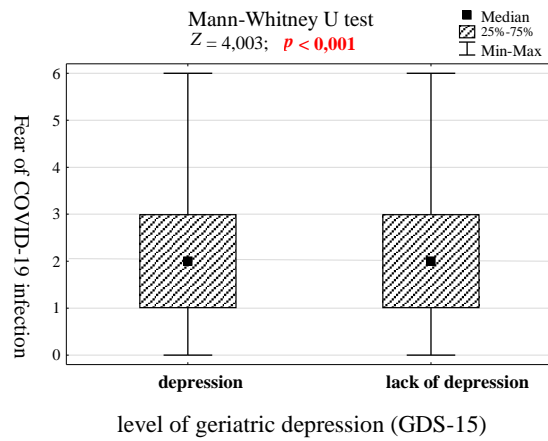 Mann-Whitney U test
Z = 4,003; p < 0,001
Median
25%-75%
Min-Max
Fear of COVID-19
infection
6
5
4
3
2
1
0
depression
lack of depression
level of geriatric depression (GDS-15)